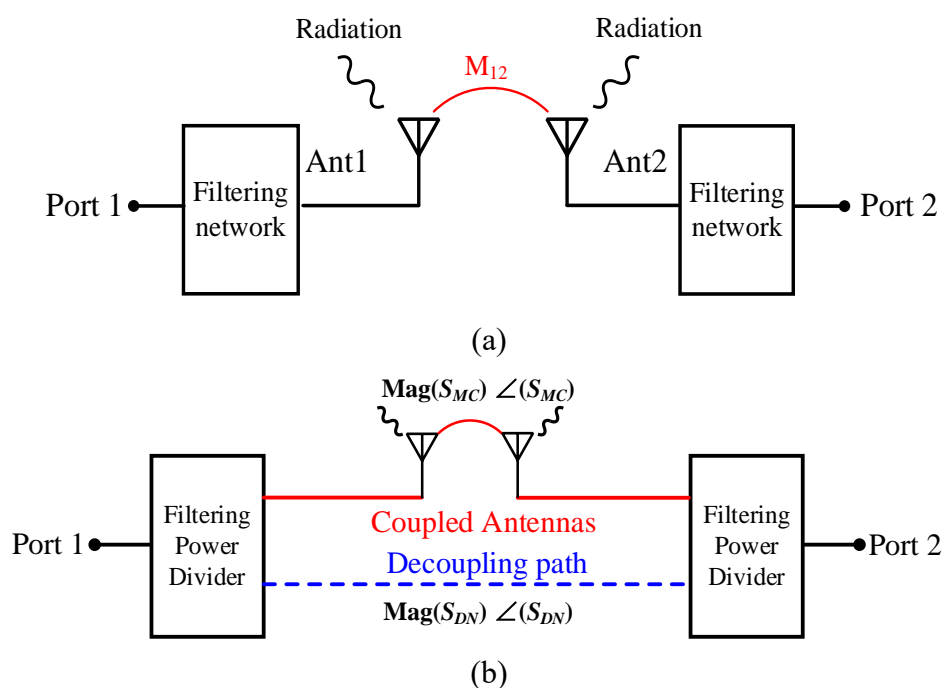 Radiation
Radiation
M12
Ant1
Ant2
Filtering
network
Filtering
network
Port 1
Port 2
(a)
Mag(SMC) ∠(SMC)
Filtering
Power
Divider
Coupled Antennas
Filtering
Power
Divider
Port 1
Port 2
Decoupling path
Mag(SDN) ∠(SDN)
(b)